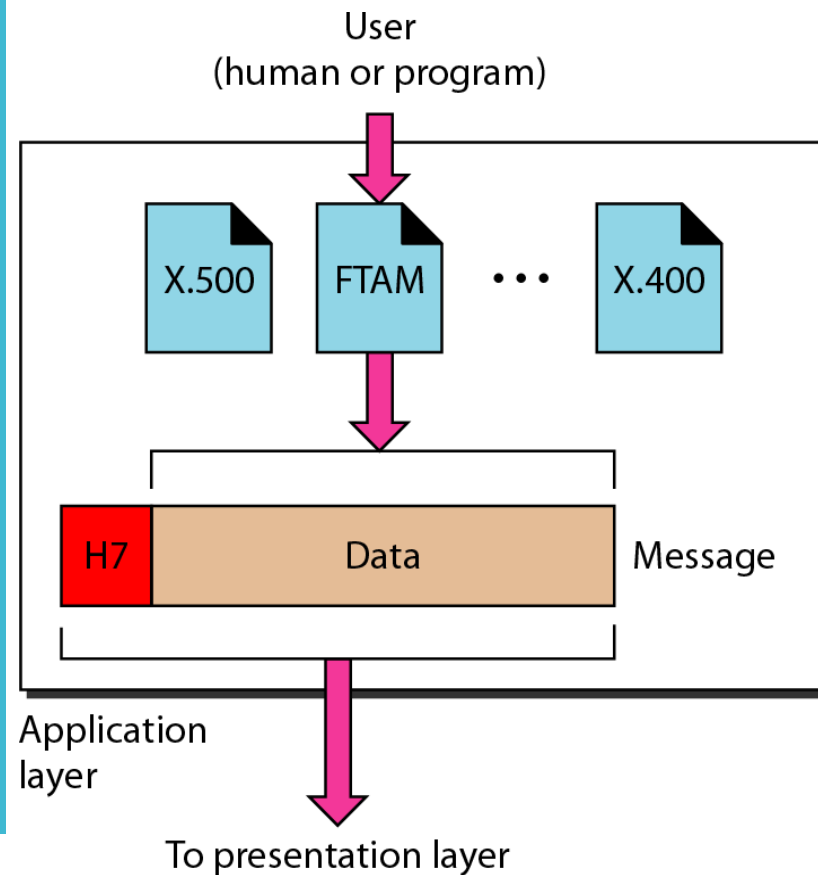 User
(human or program)
X.500
FTAM
•••
X.400
H7
Data
Message
Application
layer
To presentation layer